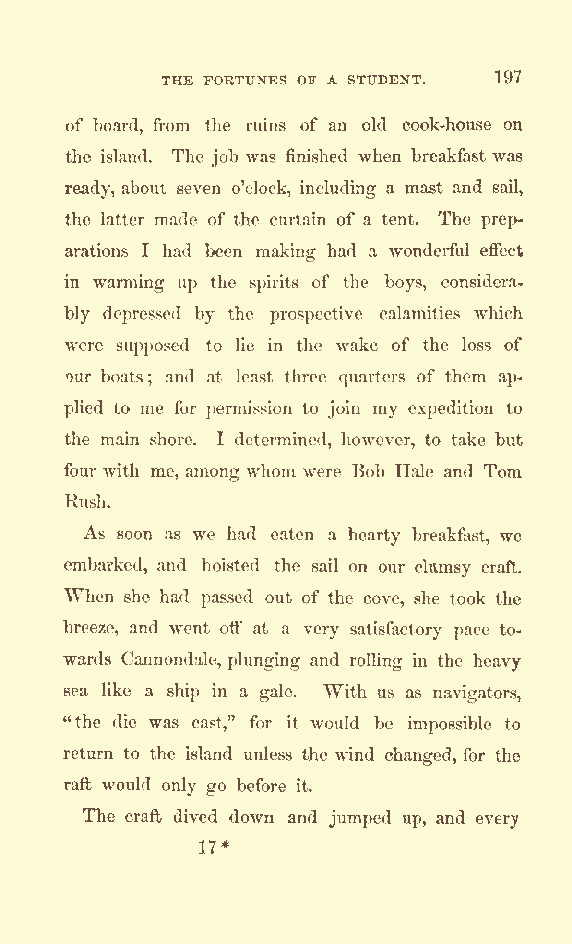 THE FORTUNES OF A STUDENT. 197
of board, from the ruins of an old cook-house on
the island. The job was finished when breakfast was
ready, about seven o'clock, including a mast and sail,
the latter made of the curtain of a tent. The prep-
arations I had been making had a wonderful effect
in warming up the spirits of the boys, considera-
bly depressed by the prospective calamities which
were supposed to lie in the wake of the loss of
our boats; and at least three quarters of them ap-
plied to me for permission to join my expedition to
the main shore. I determined, however, to take but
four with me, among whom were Bob Hale and Tom
Rush.
As soon as we had eaten a hearty breakfast, we
embarked, and hoisted the sail on our clumsy craft.
When she had passed out of the cove, she took the
breeze, and went off at a very satisfactory pace to-
wards Cannondale, plunging and rolling in the heavy
sea like a ship in a gale. With us as navigators,
"the die was cast," for it would be impossible to
return to the island unless the wind changed, for the
raft would only go before it.
The craft dived down and jumped up, and every
17*